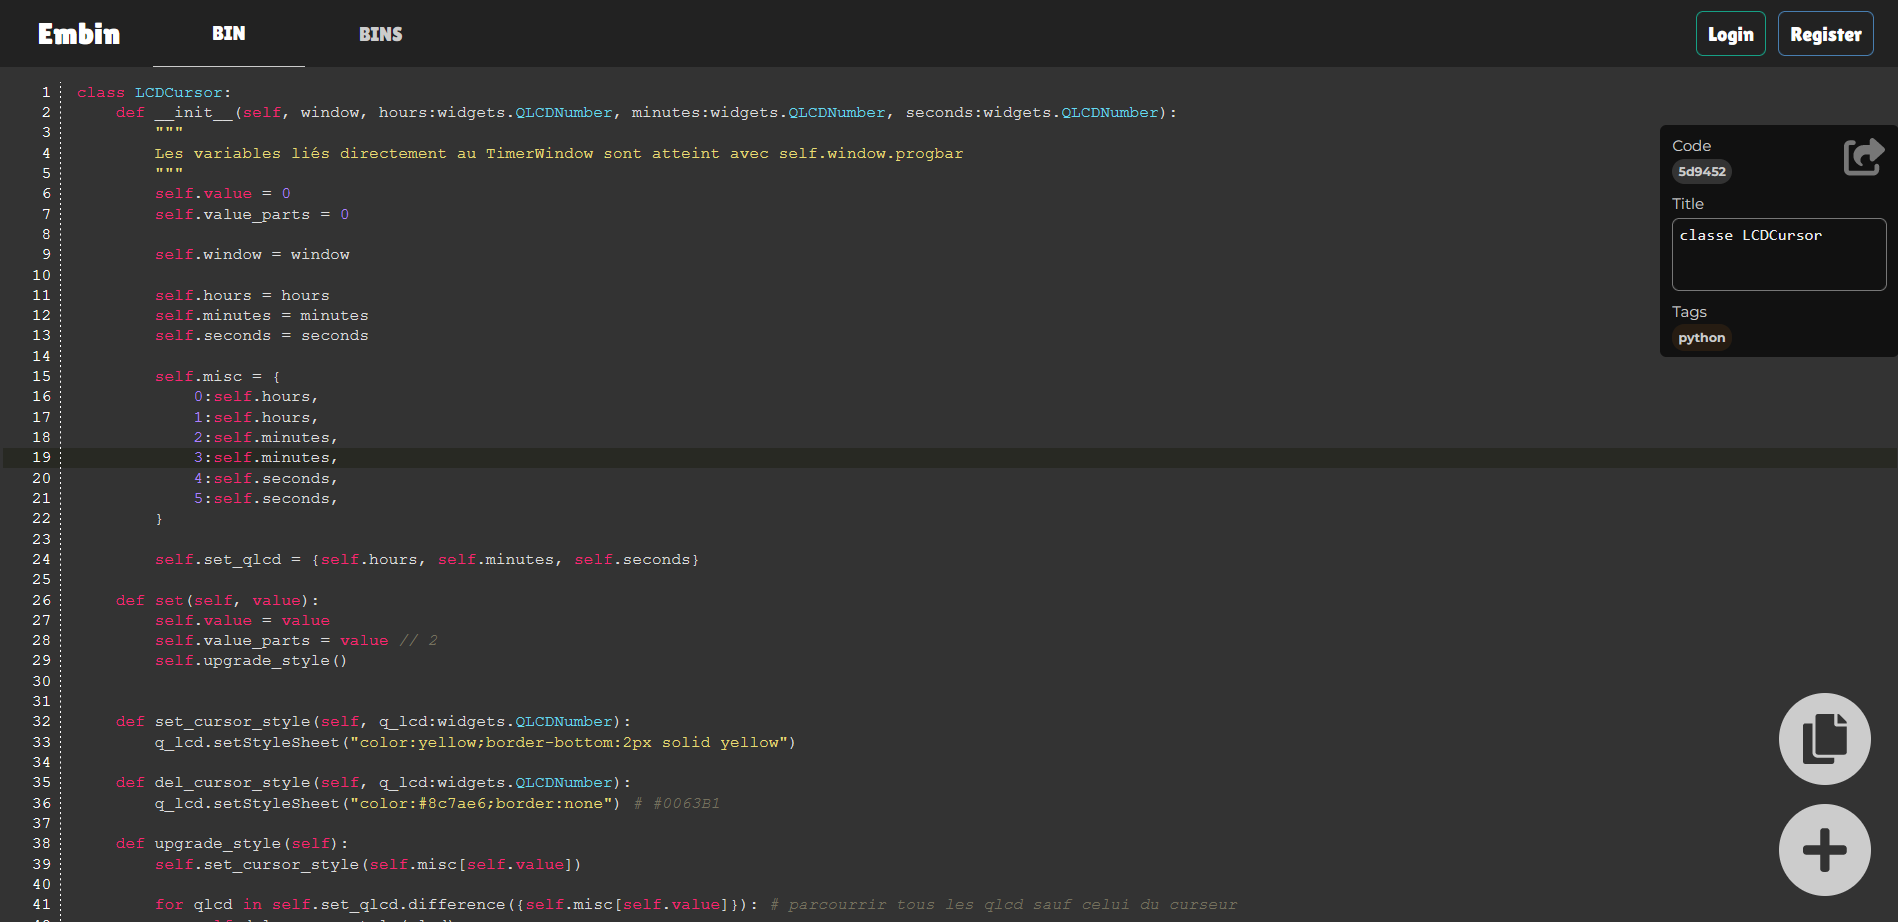 Embin
BIN
BINS
Login
Register
1 class LCDCursor:
2 def __init__(self, window, hours:widgets.QLCDNumber, minutes:widgets.QLCDNumber, seconds:widgets.QLCDNumber):
3 """
4 Les variables liés directement au TimerWindow sont atteint avec self.window.progbar
5 """
6 self.value = 0
7 self.value_parts = 0
8
9 self.window = window
10
11 self.hours = hours
12 self.minutes = minutes
13 self.seconds = seconds
14
15 self.misc = {
16 0:self.hours,
17 1:self.hours,
18 2:self.minutes,
19 3:self.minutes,
20 4:self.seconds,
21 5:self.seconds,
22 }
23
24 self.set_qlcd = {self.hours, self.minutes, self.seconds}
25
26 def set(self, value):
27 self.value = value
28 self.value_parts = value // 2
29 self.upgrade_style()
30
31
32 def set_cursor_style(self, q_lcd:widgets.QLCDNumber):
33 q_lcd.setStyleSheet("color:yellow;border-bottom:2px solid yellow")
34
35 def del_cursor_style(self, q_lcd:widgets.QLCDNumber):
36 q_lcd.setStyleSheet("color:#8c7ae6;border:none") # #0063B1
37
38 def upgrade_style(self):
39 self.set_cursor_style(self.misc[self.value])
40
41 for qlcd in self.set_qlcd.difference({self.misc[self.value]}): # parcourrir tous les qlcd sauf celui du curseur
Code
5d9452
Title
classe LCDCursor
Tags
python